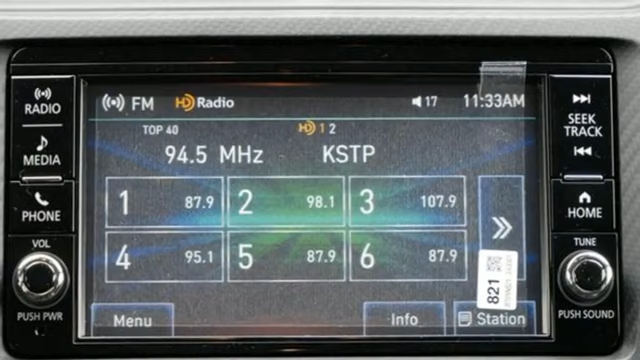 RADIO
MEDIA
PHONE
VOL
PUSH PWR
FM HD Radio 17 11:33AM
TOP 40 HD 1 2
94.5 MHz KSTP
1 87.9 2 98.1 3 107.9
4 95.1 5 87.9 6 87.9
821
Menu Info Station
SEEK
TRACK
HOME
TUNE
PUSH SOUND